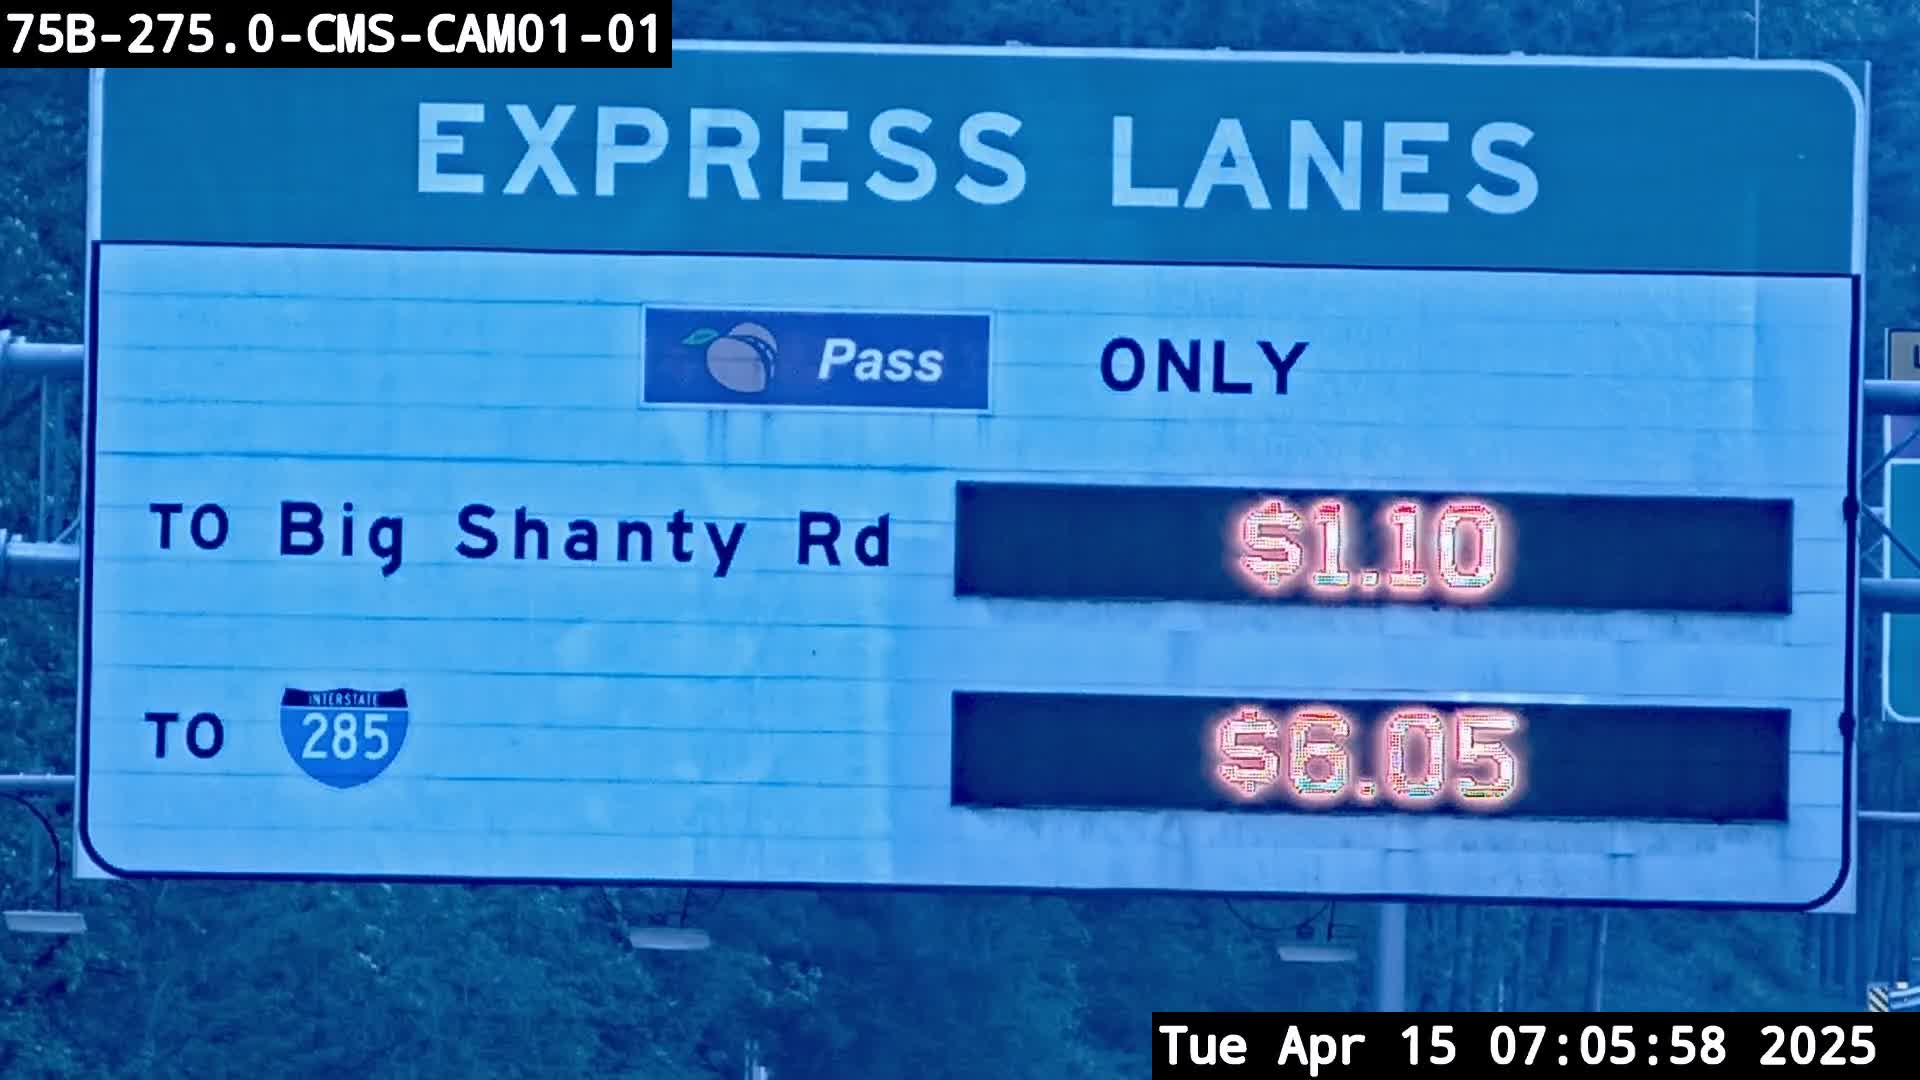 75B-275.0-CMS-CAM01-01
EXPRESS LANES
Pass ONLY
TO Big Shanty Rd $1.10
INTERSTATE
TO 285 $6.05
Tue Apr 15 07:05:58 2025